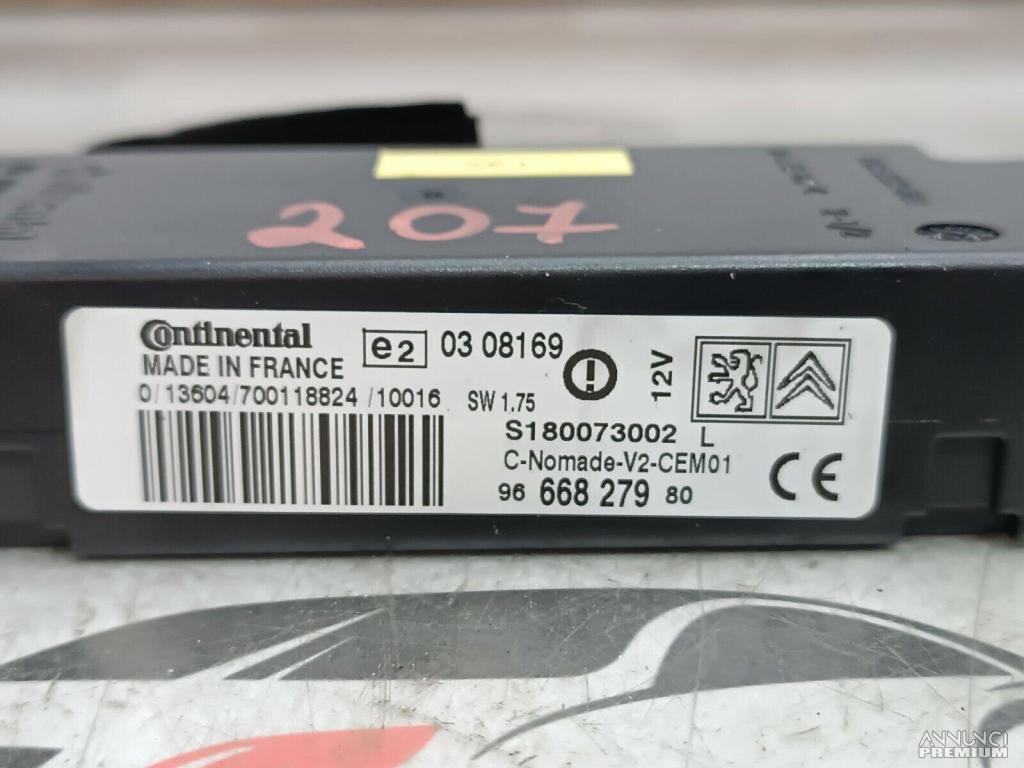 207
Continental
MADE IN FRANCE
e2 03 08169
0/13604/700118824 /10016 SW 1.75
12V
S180073002 L
C-Nomade-V2-CEM01
96 668 279 80
CE
ANNUNCI
PREMIUM